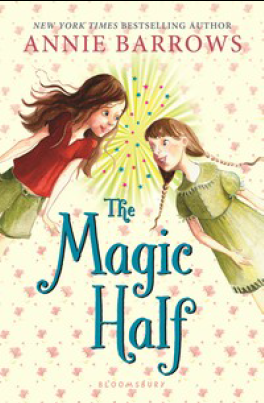 NEW YORK TIMES BESTSELLING AUTHOR
ANNIE BARROWS
The
Magic
Half
BLOOMSBURY